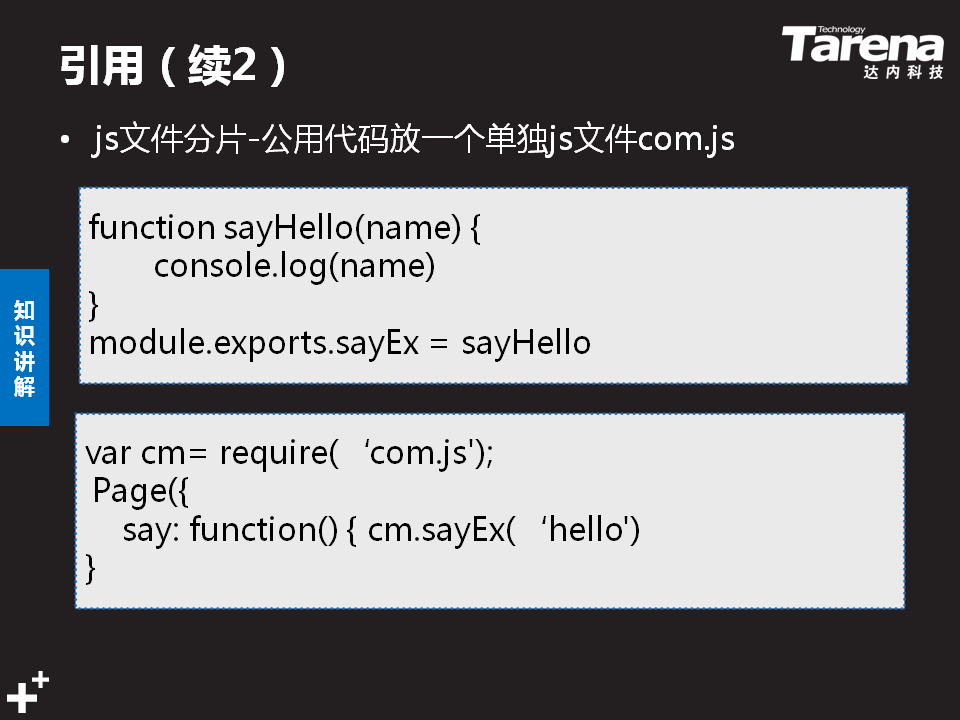 引用（续2）
Technology
Tarena
达内科技
• js文件分片-公用代码放一个单独js文件com.js
function sayHello(name) {
console.log(name)
}
module.exports.sayEx = sayHello
知识讲解
var cm= require(‘com.js');
Page({
say: function() { cm.sayEx(‘hello')
}